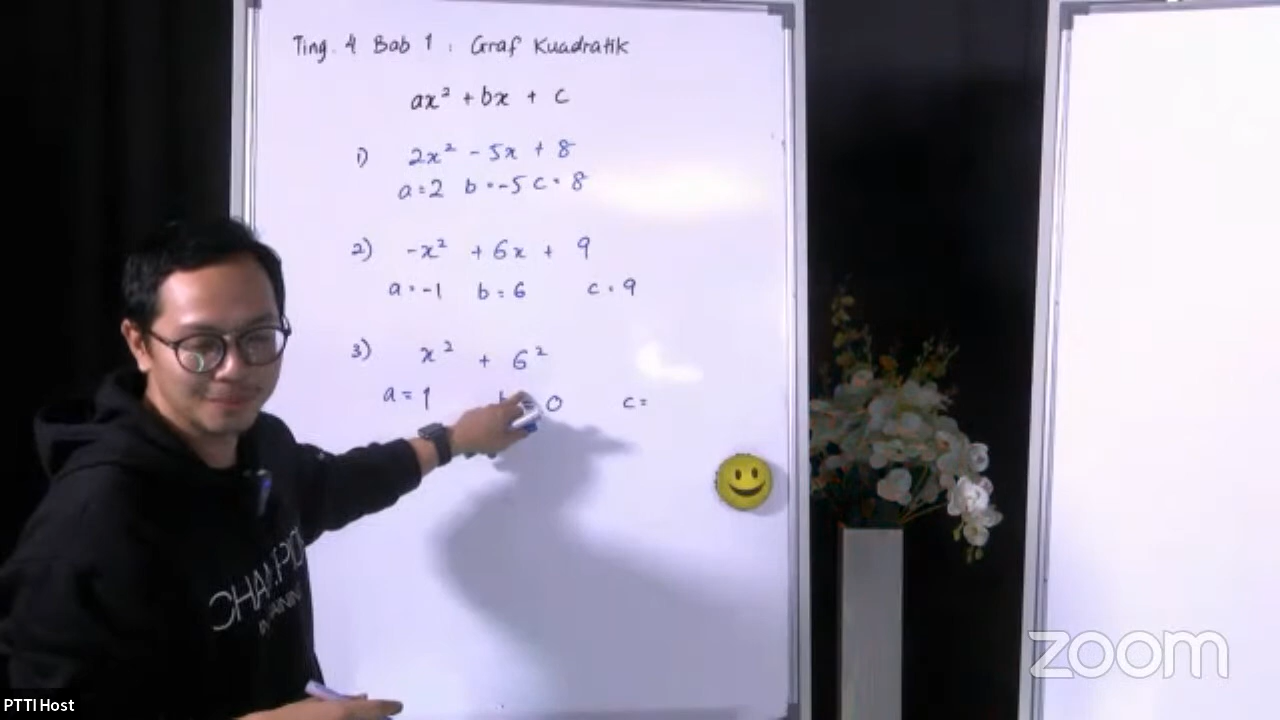 Ting. 4 Bab 1 : Graf Kuadratik
ax² + bx + c
1) 2x² - 5x + 8
a = 2 b = -5 c = 8
2) -x² + 6x + 9
a = -1 b = 6 c = 9
3) x² + 6²
a = 1 = 0 c =
zoom
PTTI Host